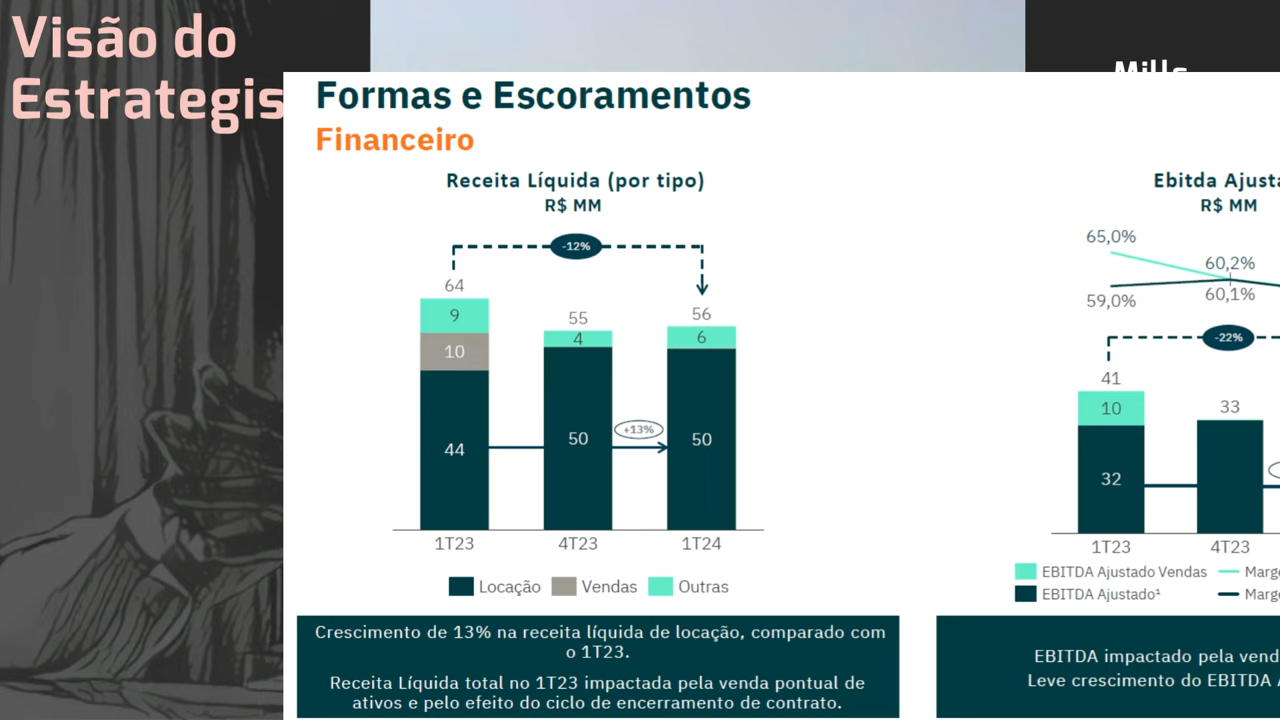 Visão do
Estrategis
Mills
Formas e Escoramentos
Financeiro
Receita Líquida (por tipo)
R$ MM
-12%
64
9
10
44
55
4
50
+13%
56
6
50
1T23
4T23
1T24
Locação
Vendas
Outras
Crescimento de 13% na receita líquida de locação, comparado com
o 1T23.
Receita Líquida total no 1T23 impactada pela venda pontual de
ativos e pelo efeito do ciclo de encerramento de contrato.
Ebitda Ajusta
R$ MM
65,0%
60,2%
59,0%
60,1%
-22%
41
10
32
33
1T23
4T23
EBITDA Ajustado Vendas
Marge
EBITDA Ajustado¹
Marge
EBITDA impactado pela vend
Leve crescimento do EBITDA A